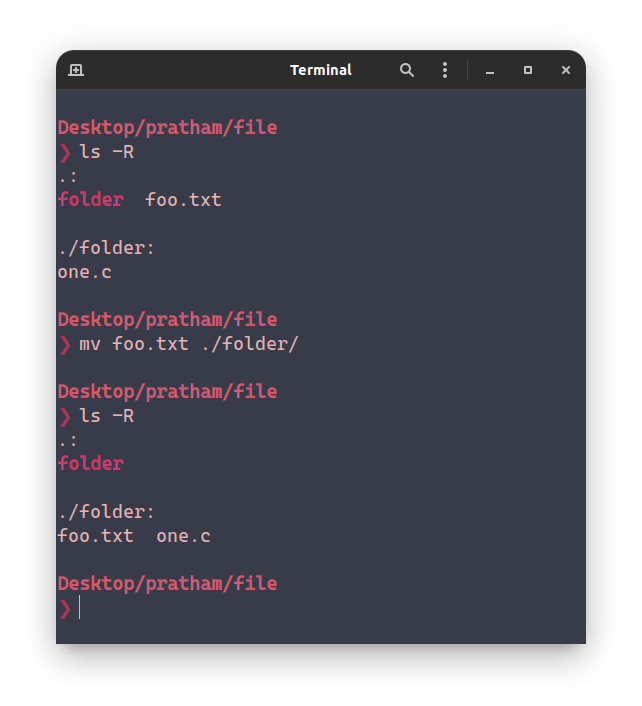 Terminal
Desktop/pratham/file
❯ ls -R
.:
folder  foo.txt
./folder:
one.c
Desktop/pratham/file
❯ mv foo.txt ./folder/
Desktop/pratham/file
❯ ls -R
.:
folder
./folder:
foo.txt  one.c
Desktop/pratham/file
❯